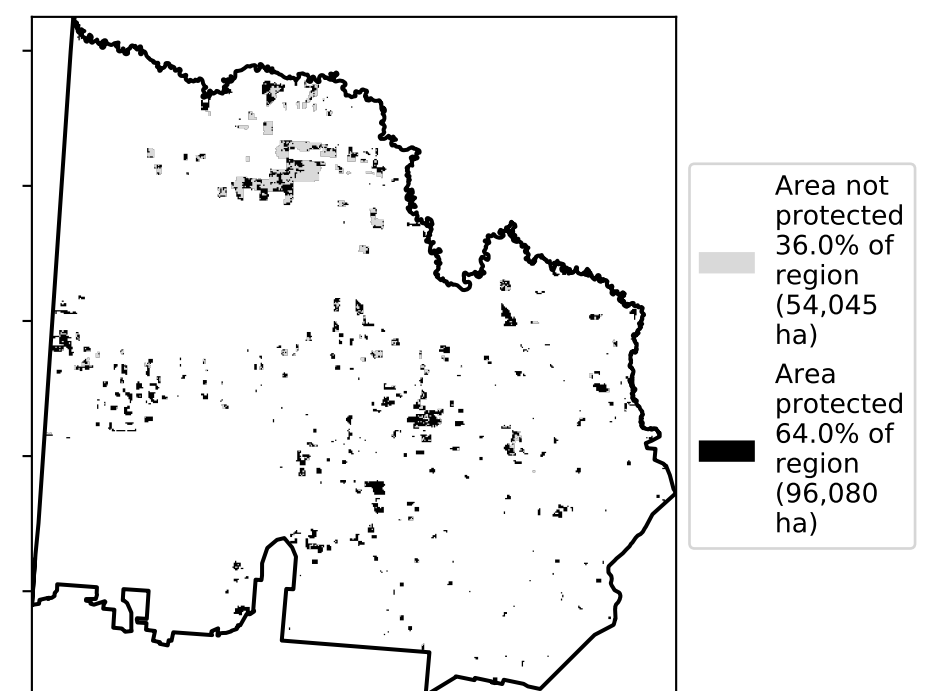 Area not
protected
36.0% of
region
(54,045
ha)
Area
protected
64.0% of
region
(96,080
ha)